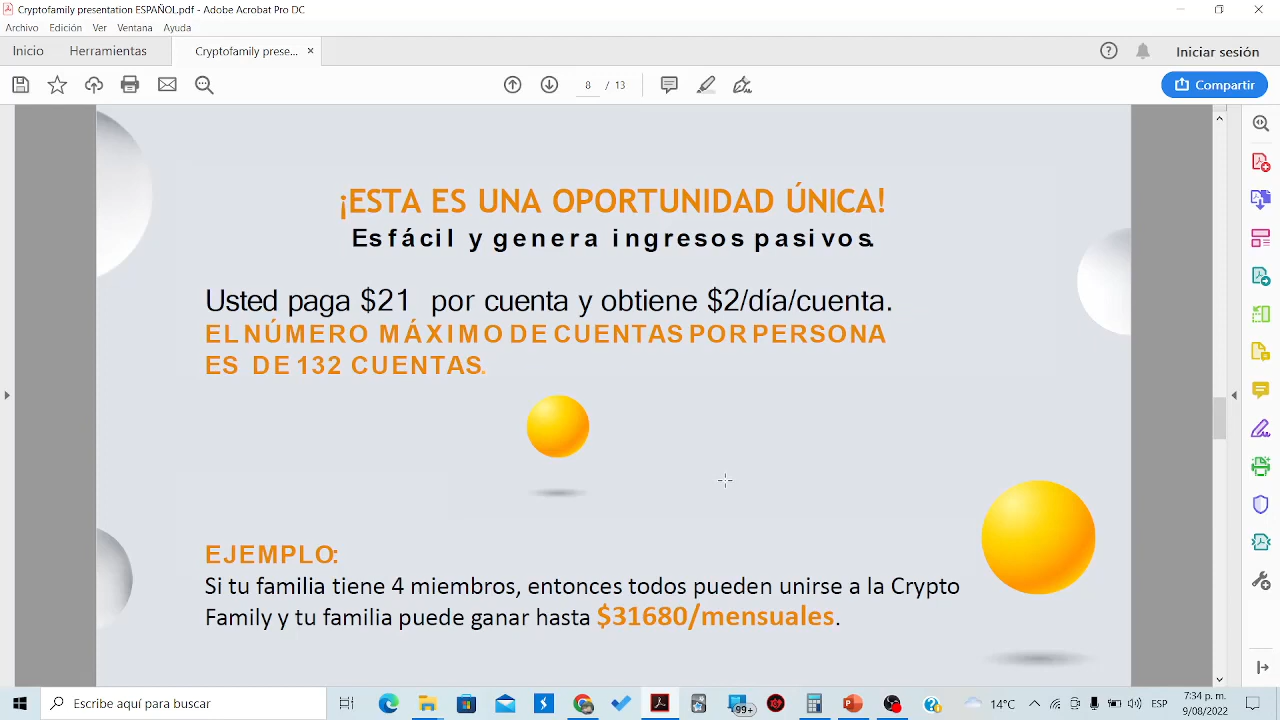 Cryptofamily presentation ESPAÑOL.pdf - Adobe Acrobat Pro DC
Archivo Edición Ver Ventana Ayuda
Inicio Herramientas Cryptofamily prese... × Iniciar sesión
8 / 13 Compartir
¡ESTA ES UNA OPORTUNIDAD ÚNICA!
Es fácil y genera ingresos pasivos.
Usted paga $21 por cuenta y obtiene $2/día/cuenta.
EL NÚMERO MÁXIMO DE CUENTAS POR PERSONA
ES DE 132 CUENTAS.
EJEMPLO:
Si tu familia tiene 4 miembros, entonces todos pueden unirse a la Crypto
Family y tu familia puede ganar hasta $31680/mensuales.
Escribe aquí para buscar
99+
14°C
ESP
7:34 p. m.
9/08/2022